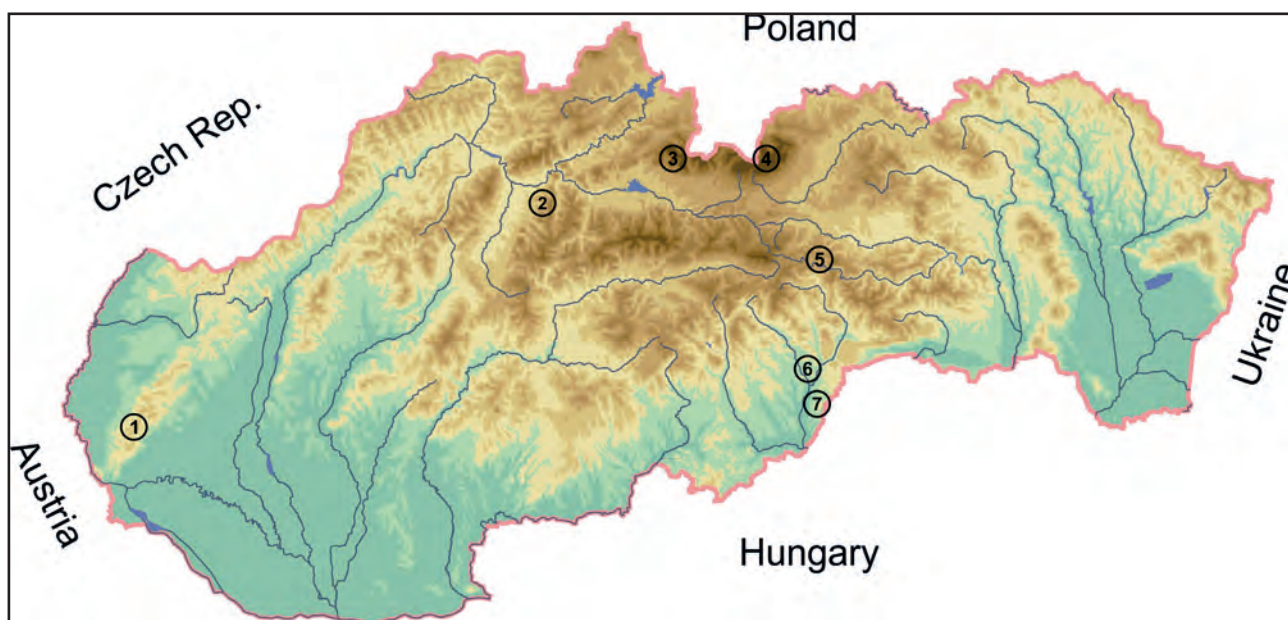 Poland
Czech Rep.
3
4
2
5
Ukraine
6
7
1
Austria
Hungary